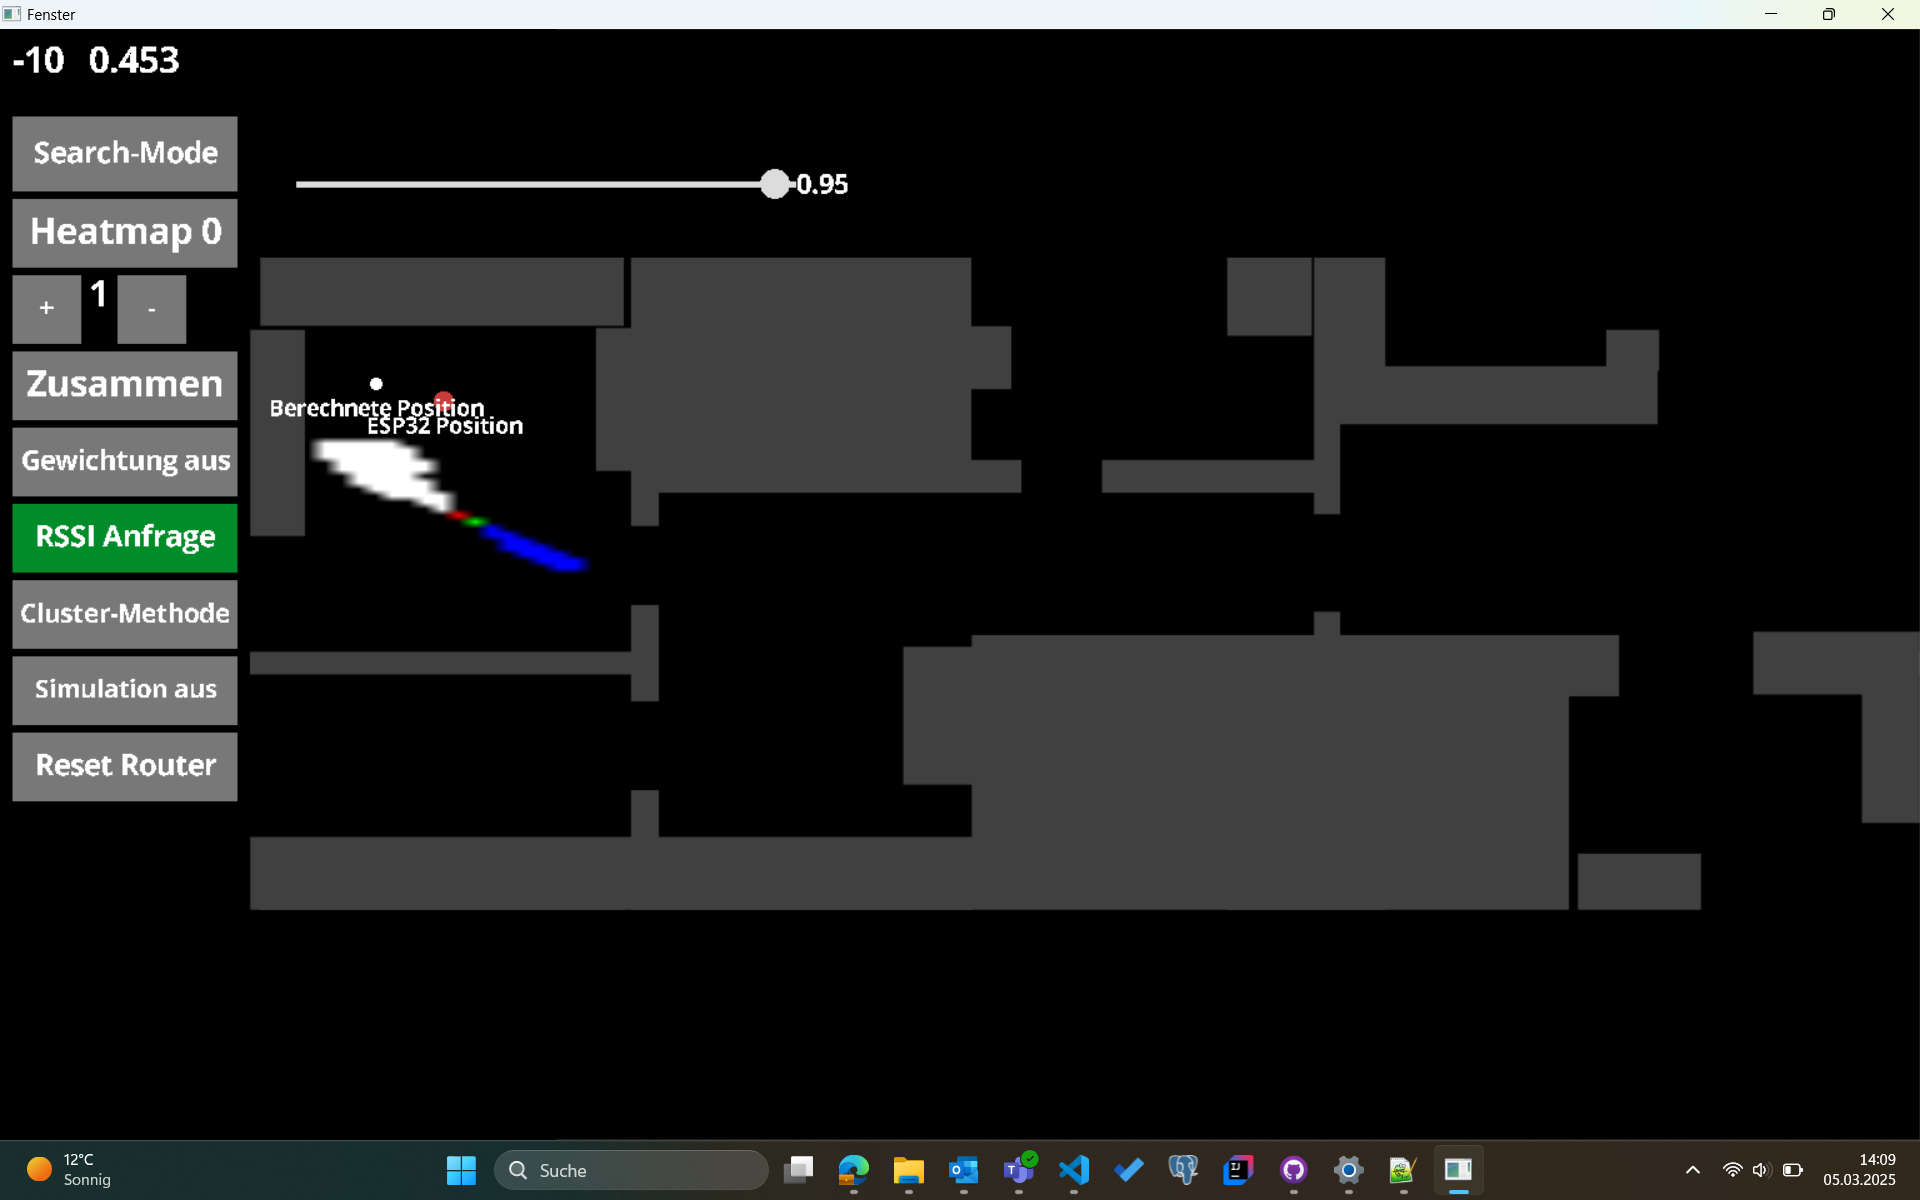 Fenster
-10 0.453
Search-Mode
0.95
Heatmap 0
+ 1 -
Zusammen
Berechnete Position
ESP32 Position
Gewichtung aus
RSSI Anfrage
Cluster-Methode
Simulation aus
Reset Router
12°C
Sonnig
Suche
14:09
05.03.2025